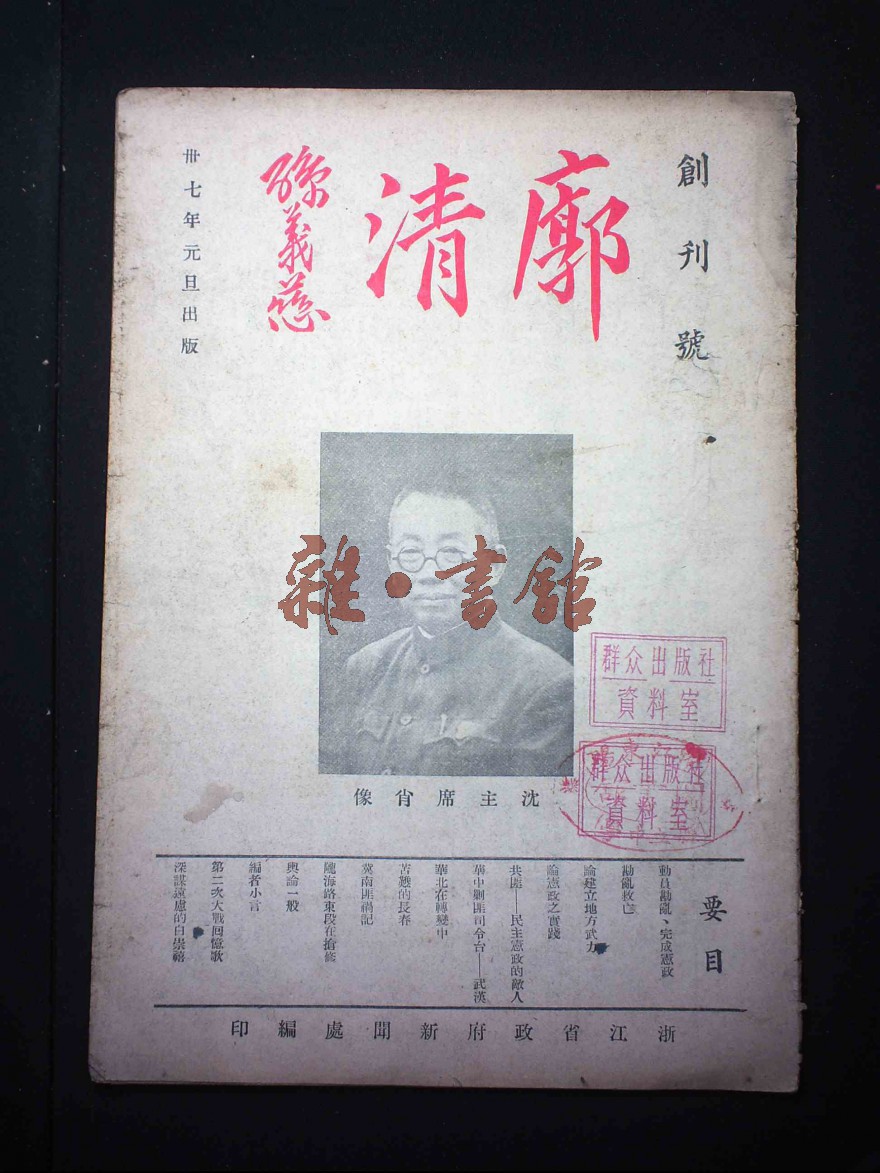 創刊號
廓清
孫義慈
卅七年元旦出版
雜·書舘
沈主席肖像
群众出版社
資料室
群众出版社
資料室
要目
動員勘亂、完成憲政
勘亂救亡
論建立地方武力
論憲政之實踐
共匪——民主憲政的敵人
華中剿匪司令台——武漢
華北在轉變中
苦難的長春
冀南匪禍記
隴海路東段在搶修
輿論一般
編者小言
第二次大戰回憶歌
深謀遠慮的白崇禧
浙江省政府新聞處編印